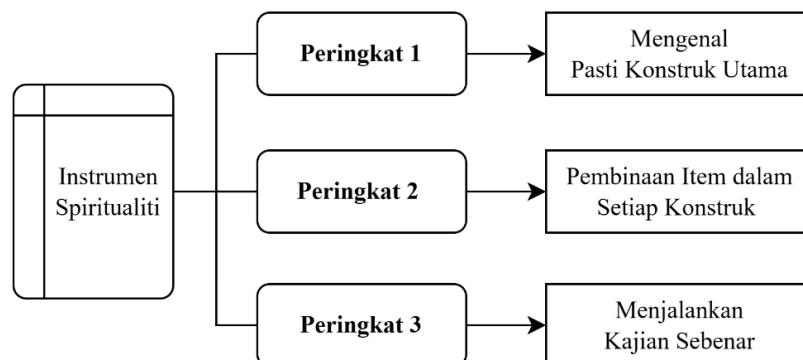 Instrumen
Spiritualiti
Peringkat 1
Mengenal
Pasti Konstruk Utama
Peringkat 2
Pembinaan Item dalam
Setiap Konstruk
Peringkat 3
Menjalankan
Kajian Sebenar